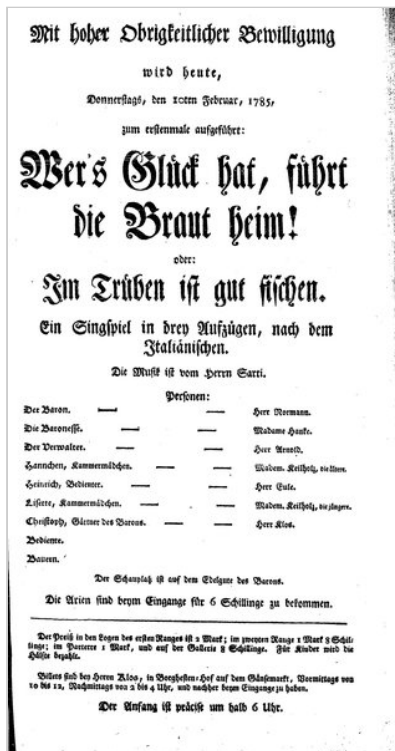 Mit hoher Obrigkeitlicher Bewilligung
wird heute,
Donnerstags, den 10ten Februar, 1785,
zum erstenmale aufgeführt:
Wer's Glück hat, führt
die Braut heim!
oder:
Im Trüben ist gut fischen.
Ein Singspiel in drey Aufzügen, nach dem
Italiänischen.
Die Musik ist vom Herrn Sarti.
Personen:
Der Baron. — — Herr Normann.
Die Baronesse. — — Madame Hanke.
Der Verwalter. — — Herr Arnold.
Hannchen, Kammermädchen. — — Madem. Keilholz, die ältere.
Heinrich, Bedienter. — — Herr Eule.
Lisette, Kammermädchen. — — Madem. Keilholz, die jüngere.
Christoph, Gärtner des Barons. — — Herr Klos.
Bediente.
Bauern.
Der Schauplatz ist auf dem Edelgute des Barons.
Die Arien sind beym Eingange für 6 Schillinge zu bekommen.
Der Preiß in den Logen des ersten Ranges ist 2 Mark; im zweyten Range 1 Mark 8 Schil-
linge; im Parterre 1 Mark, und auf der Gallerie 8 Schillinge. Für Kinder wird die
Hälfte bezahlt.
Billets sind bey Herrn Klos, in Borghesten-Hof auf dem Gänsemarkt, Vormittags von
10 bis 12, Nachmittags von 2 bis 4 Uhr, und nachher beym Eingange zu haben.
Der Anfang ist präcise um halb 6 Uhr.